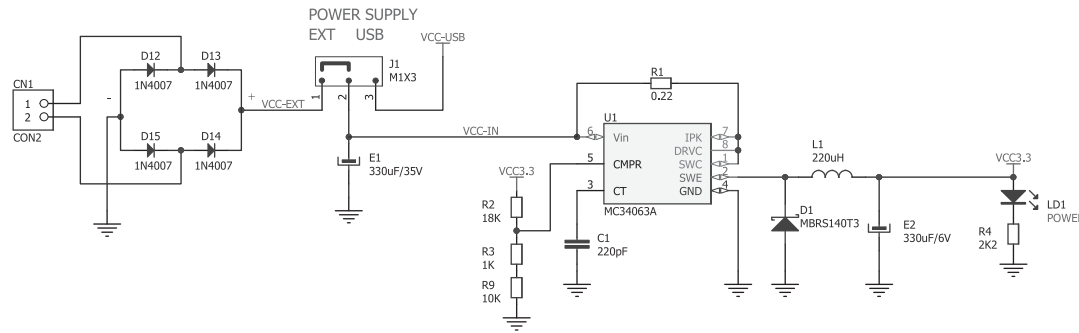 POWER SUPPLY
EXT USB
VCC-USB
J1
M1X3
1
2
3
D12
1N4007
D13
1N4007
CN1
1
2
CON2
-
+
VCC-EXT
D15
1N4007
D14
1N4007
VCC-IN
E1
330uF/35V
R1
0.22
U1
6
Vin
IPK
7
DRVC
8
5
CMPR
SWC
1
SWE
2
3
CT
GND
4
MC34063A
VCC3.3
R2
18K
R3
1K
R9
10K
C1
220pF
L1
220uH
D1
MBRS140T3
E2
330uF/6V
VCC3.3
LD1
POWER
R4
2K2